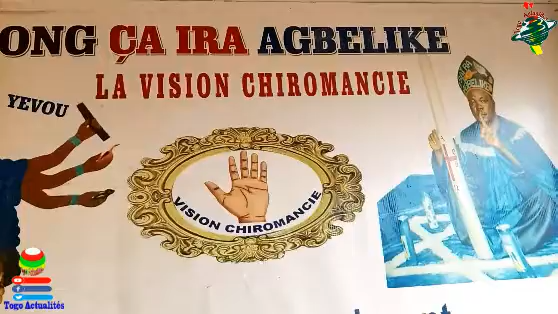 ONG ÇA IRA AGBELIKE
LA VISION CHIROMANCIE
YEVOU
VISION CHIROMANCIE
Togo Actualités